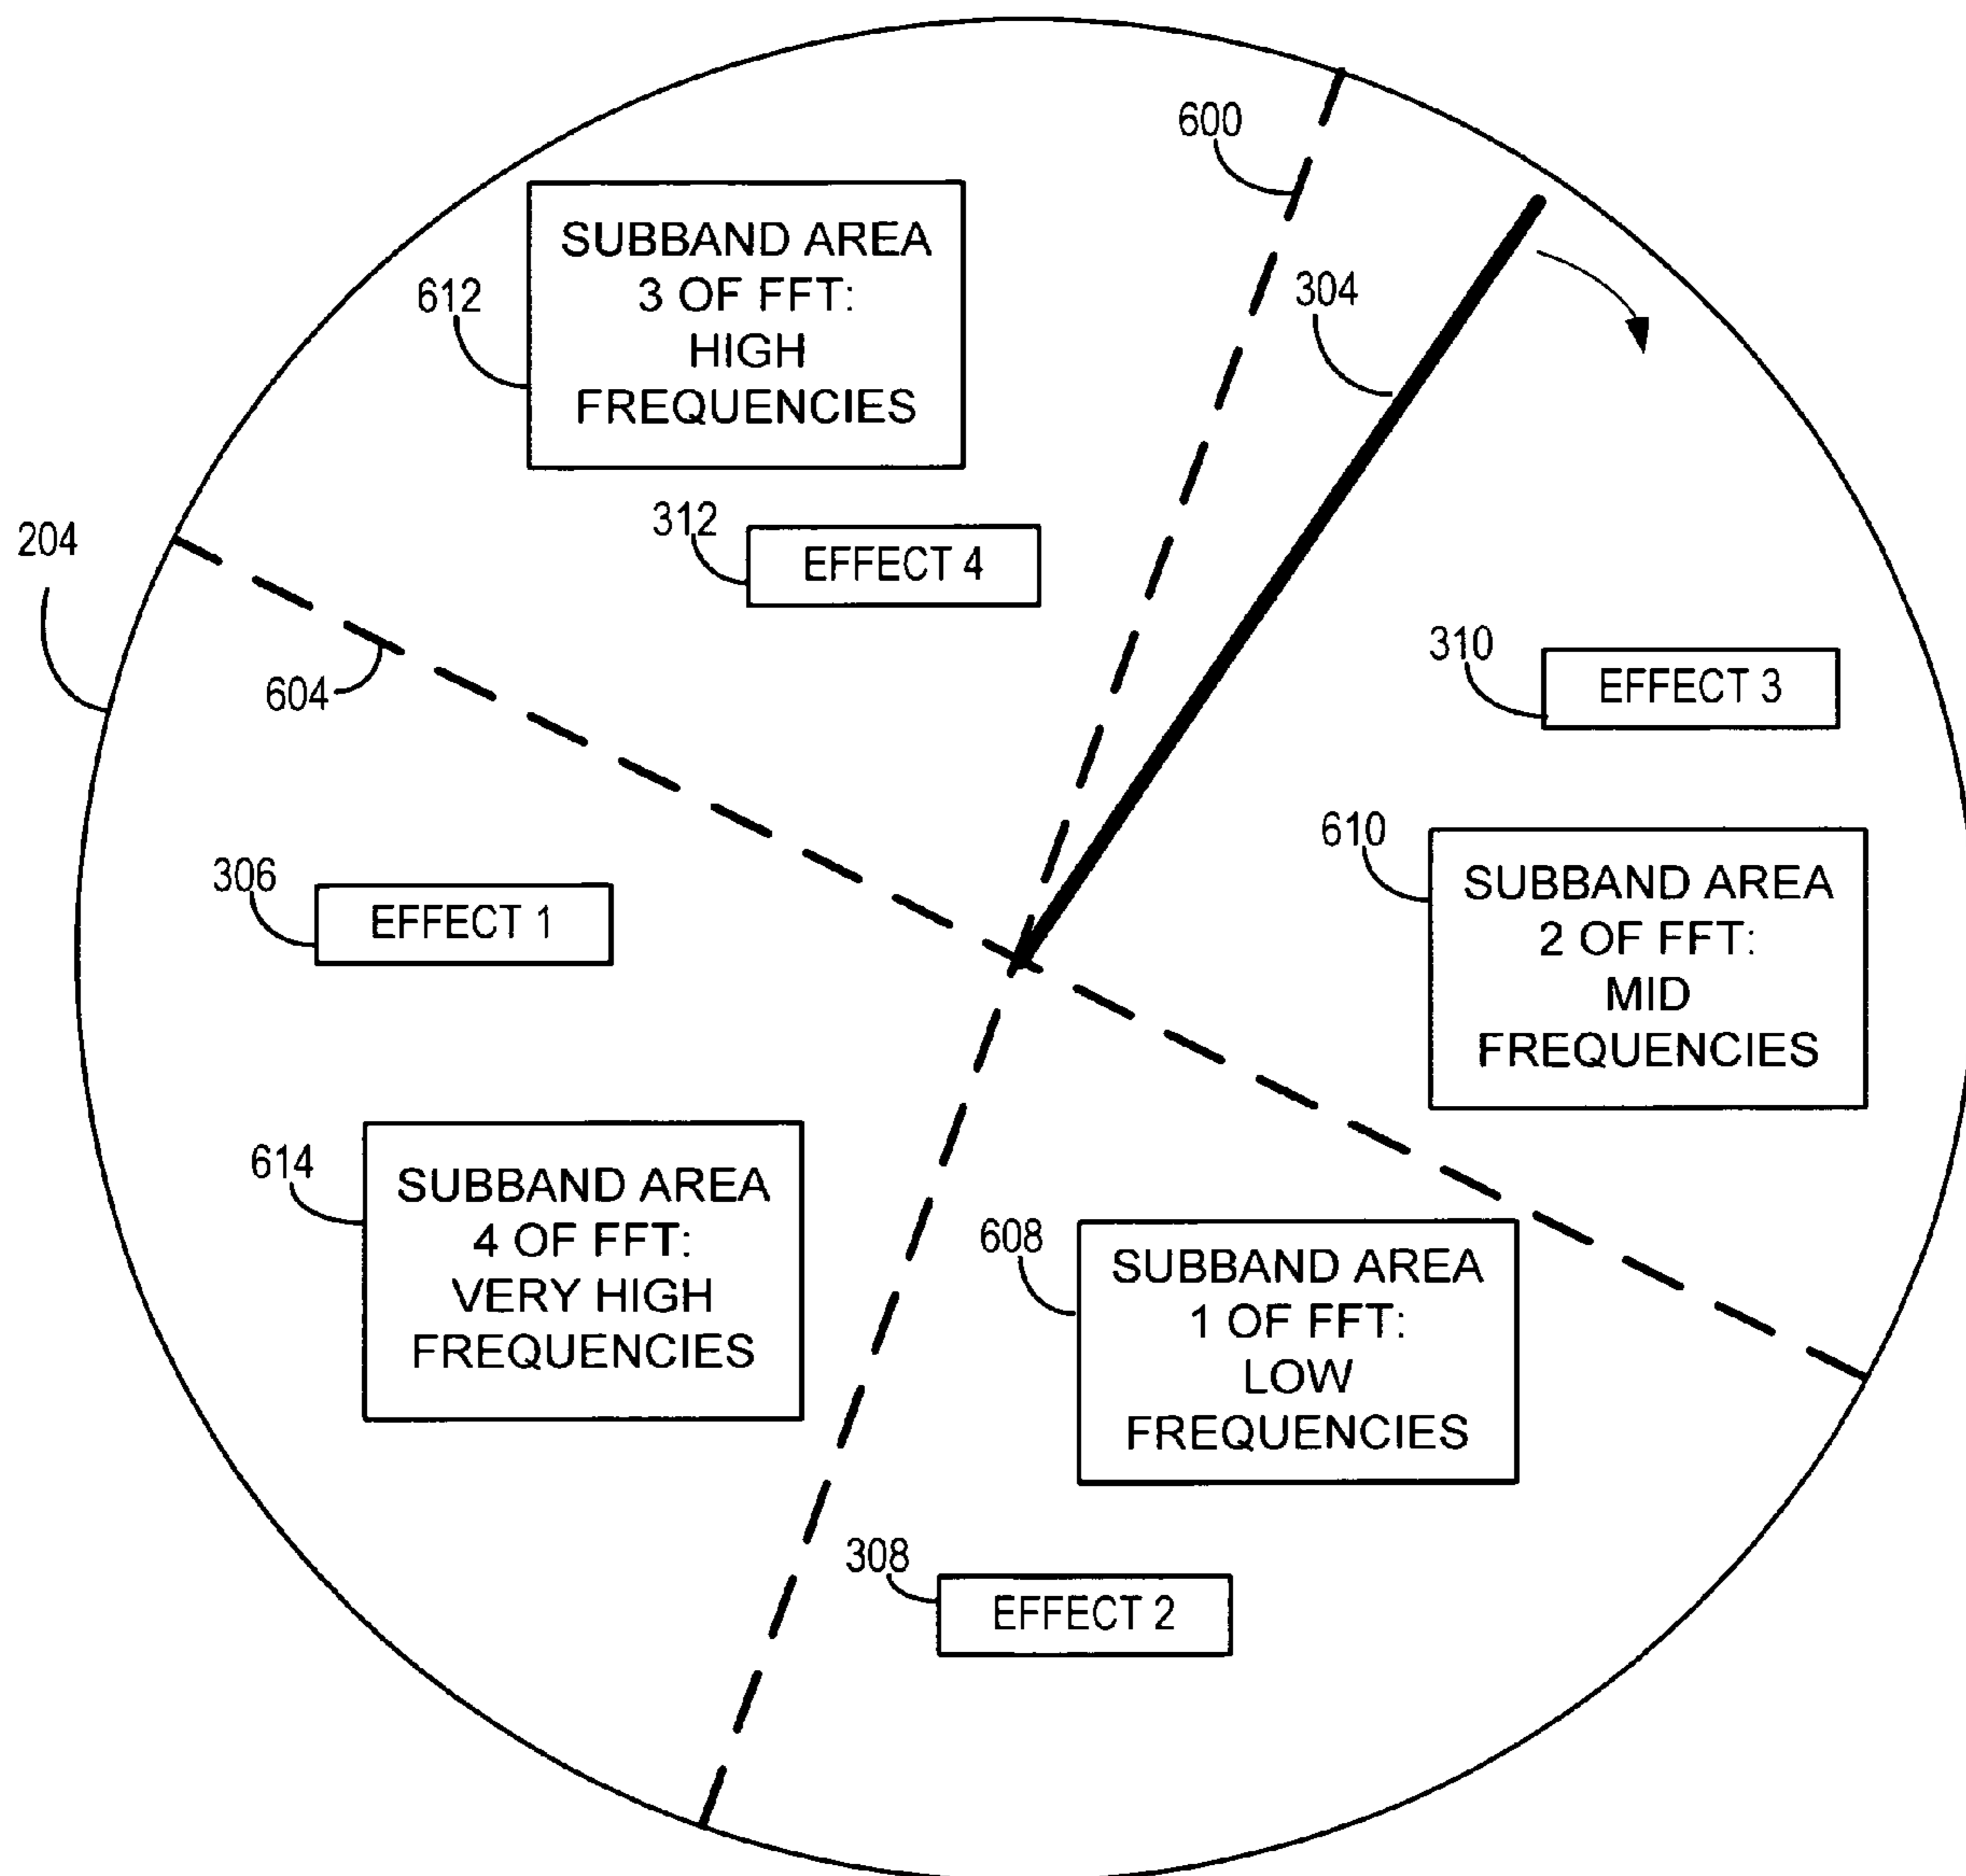 600
SUBBAND AREA
3 OF FFT:
HIGH
FREQUENCIES
612
304
312
EFFECT 4
204
604
310
EFFECT 3
306
EFFECT 1
610
SUBBAND AREA
2 OF FFT:
MID
FREQUENCIES
614
SUBBAND AREA
4 OF FFT:
VERY HIGH
FREQUENCIES
608
SUBBAND AREA
1 OF FFT:
LOW
FREQUENCIES
308
EFFECT 2